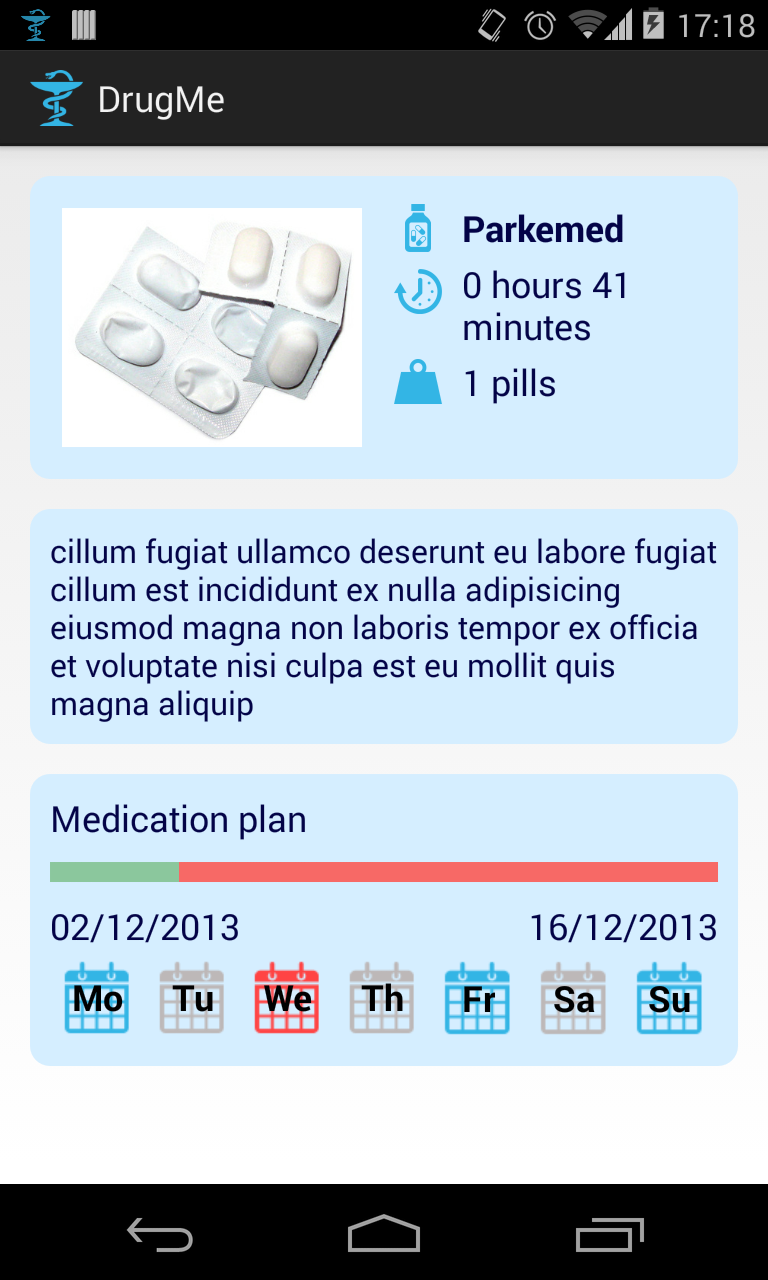 17:18
DrugMe
Parkemed
0 hours 41
minutes
1 pills
cillum fugiat ullamco deserunt eu labore fugiat
cillum est incididunt ex nulla adipisicing
eiusmod magna non laboris tempor ex officia
et voluptate nisi culpa est eu mollit quis
magna aliquip
Medication plan
02/12/2013 16/12/2013
Mo Tu We Th Fr Sa Su